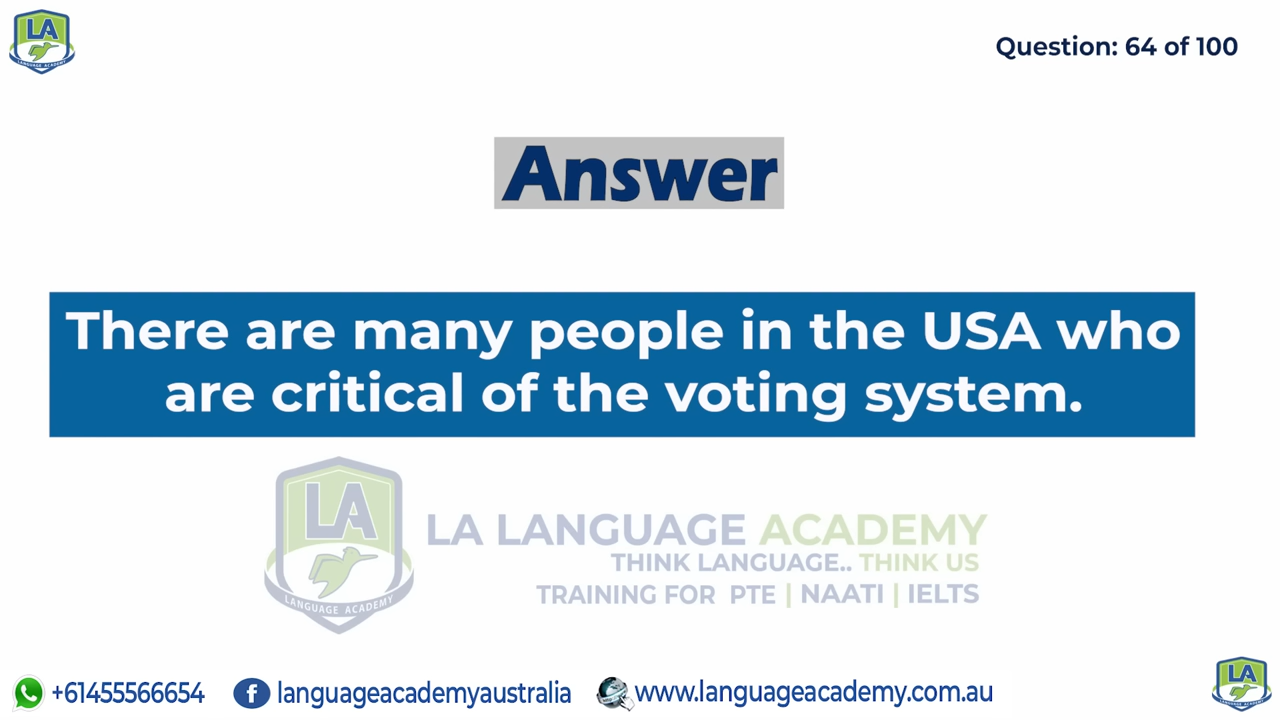 LA
LANGUAGE ACADEMY
Question: 64 of 100
Answer
There are many people in the USA who
are critical of the voting system.
LA
LANGUAGE ACADEMY
LA LANGUAGE ACADEMY
THINK LANGUAGE.. THINK US
TRAINING FOR PTE | NAATI | IELTS
+61455566654
languageacademyaustralia
www.languageacademy.com.au
LA
LANGUAGE ACADEMY